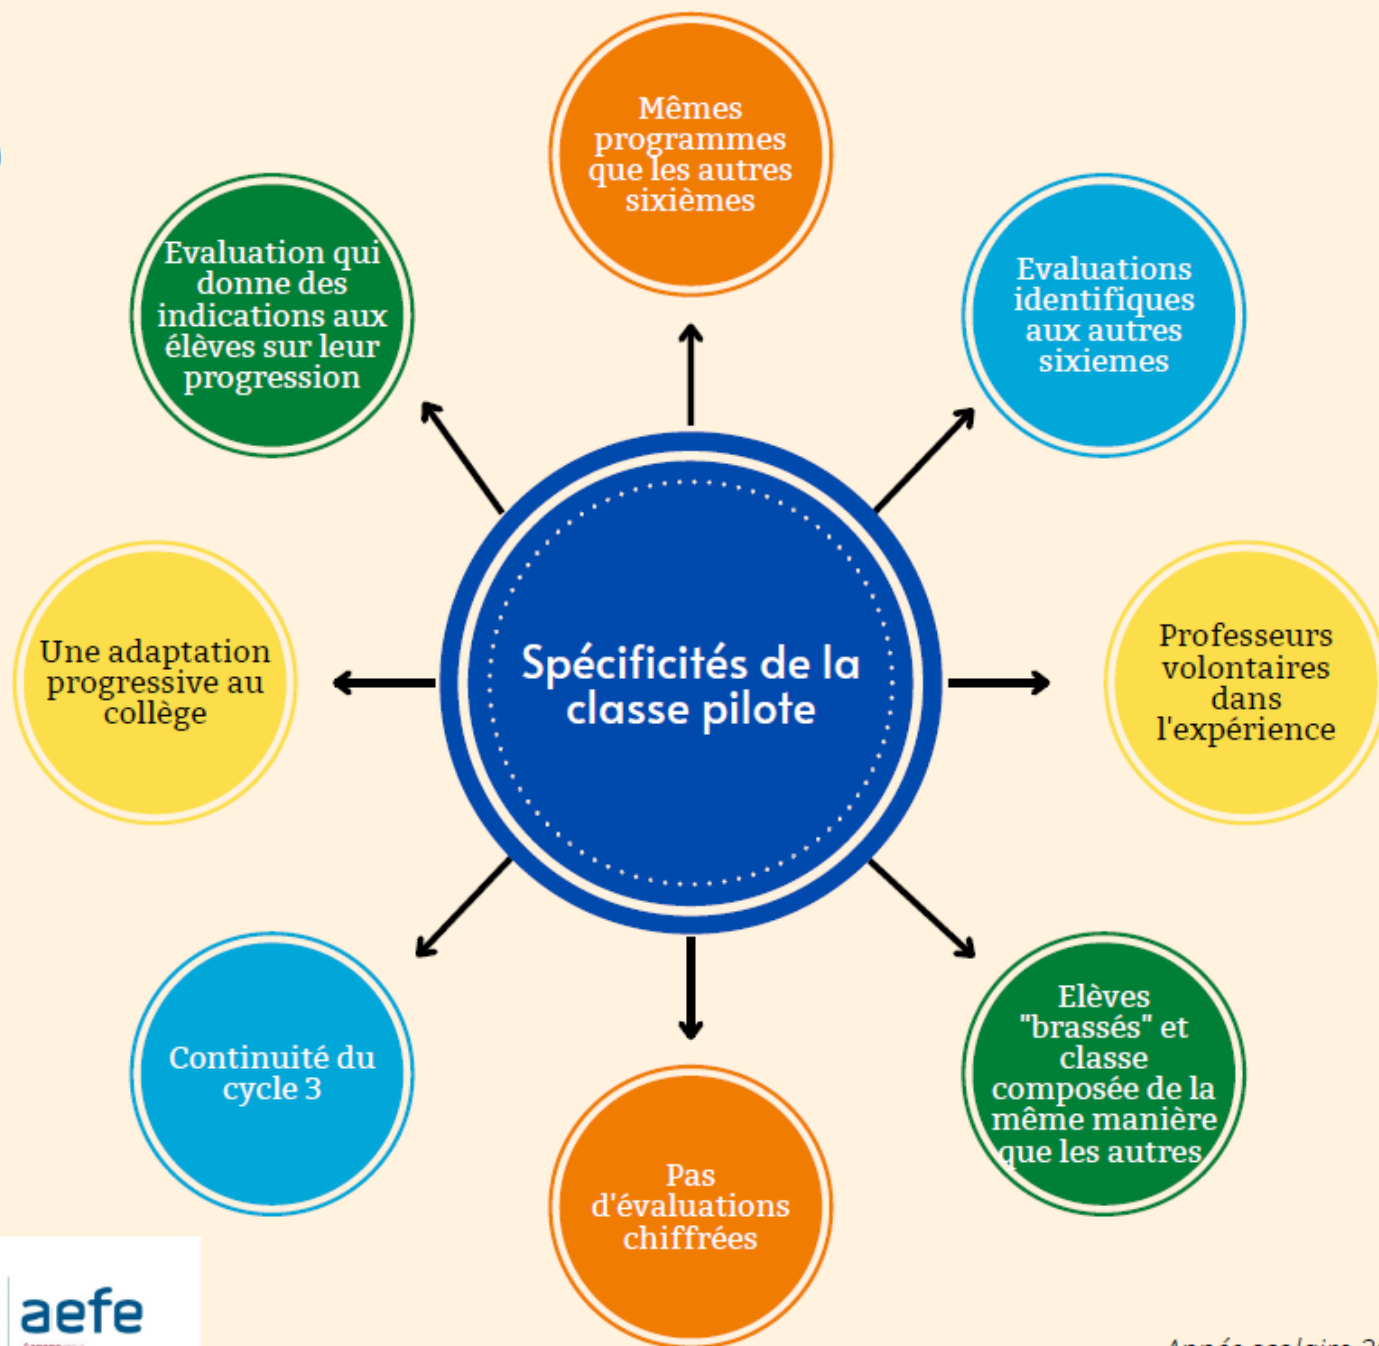 Mêmes
programmes
que les autres
sixièmes
Evaluation qui
donne des
indications aux
élèves sur leur
progression
Evaluations
identifiques
aux autres
sixiemes
Une adaptation
progressive au
collège
Spécificités de la
classe pilote
Professeurs
volontaires
dans
l'expérience
Continuité du
cycle 3
Pas
d'évaluations
chiffrées
Elèves
"brassés" et
classe
composée de la
même manière
que les autres
aefe
Année scolaire